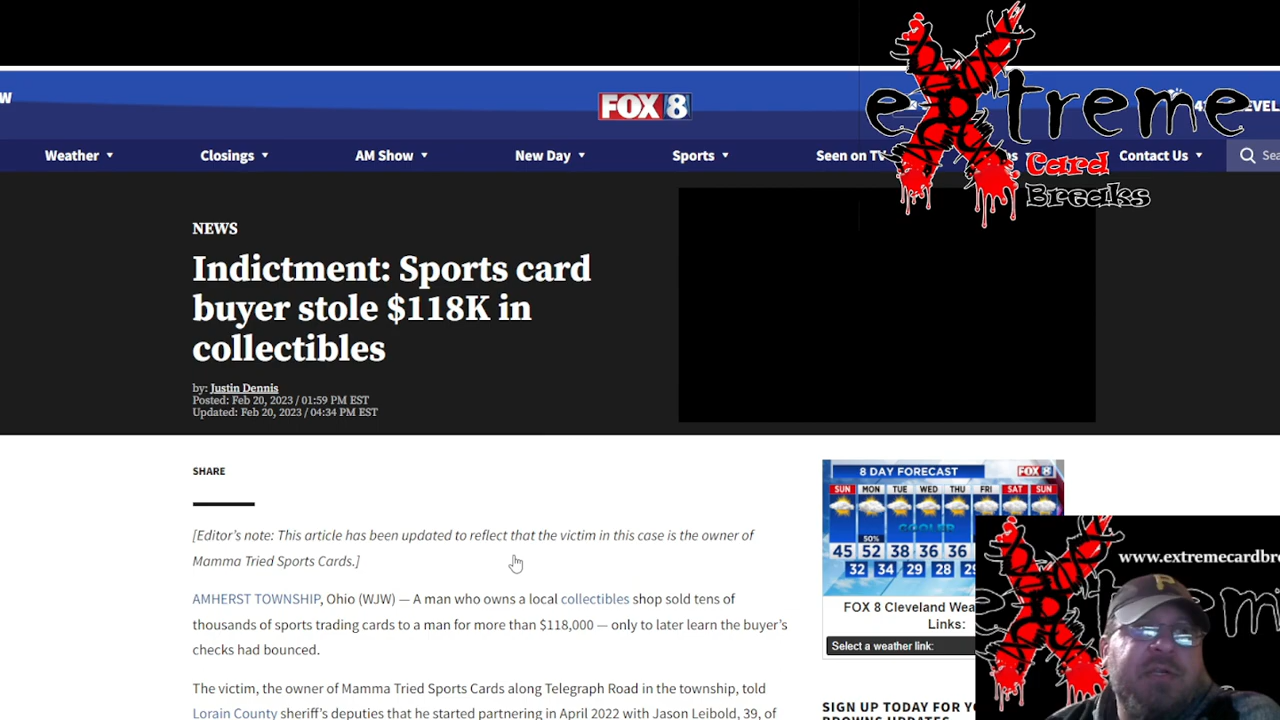 eXtreme
Card
Breaks
W
FOX 8
Weather
Closings
AM Show
New Day
Sports
Seen on TV
Contact Us
Sea
NEWS
Indictment: Sports card
buyer stole $118K in
collectibles
by: Justin Dennis
Posted: Feb 20, 2023 / 01:59 PM EST
Updated: Feb 20, 2023 / 04:34 PM EST
SHARE
[Editor's note: This article has been updated to reflect that the victim in this case is the owner of
Mamma Tried Sports Cards.]
AMHERST TOWNSHIP, Ohio (WJW) — A man who owns a local collectibles shop sold tens of
thousands of sports trading cards to a man for more than $118,000 — only to later learn the buyer's
checks had bounced.
The victim, the owner of Mamma Tried Sports Cards along Telegraph Road in the township, told
Lorain County sheriff's deputies that he started partnering in April 2022 with Jason Leibold, 39, of
8 DAY FORECAST FOX 8
SUN MON TUE WED THU FRI SAT SUN
COOLER
50%
45 52 38 36 36
32 34 29 28 29
FOX 8 Cleveland Wea
Links:
Select a weather link:
SIGN UP TODAY FOR Y
BROWNS UPDATES
www.extremecardbre
extrem
P